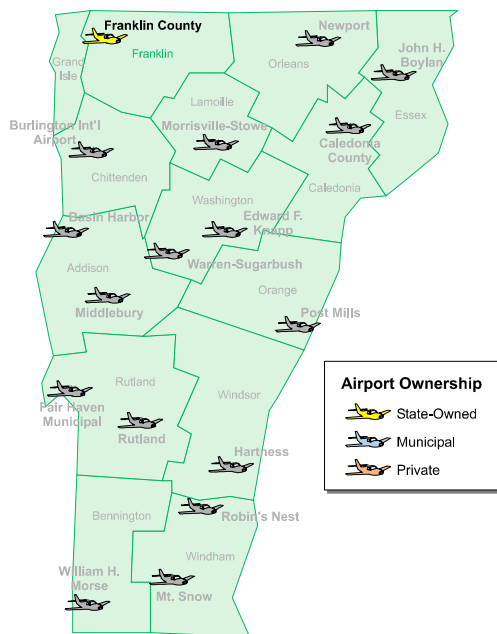 Franklin County
Newport
Franklin
Grand
Isle
Orleans
John H.
Boylan
Lamoille
Essex
Burlington Int'l
Airport
Morrisville-Stowe
Caledonia
County
Chittenden
Caledonia
Washington
Basin Harbor
Edward F.
Knapp
Addison
Warren-Sugarbush
Orange
Middlebury
Post Mills
Airport Ownership
State-Owned
Municipal
Private
Rutland
Windsor
Fair Haven
Municipal
Rutland
Hartness
Bennington
Robin's Nest
Windham
William H.
Morse
Mt. Snow